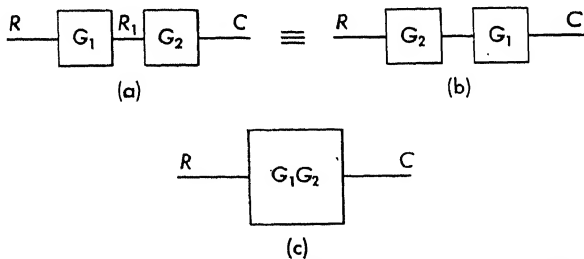 R G₁ R₁ G₂ C ≡ R G₂ G₁ C
(a) (b)
R G₁G₂ C
(c)